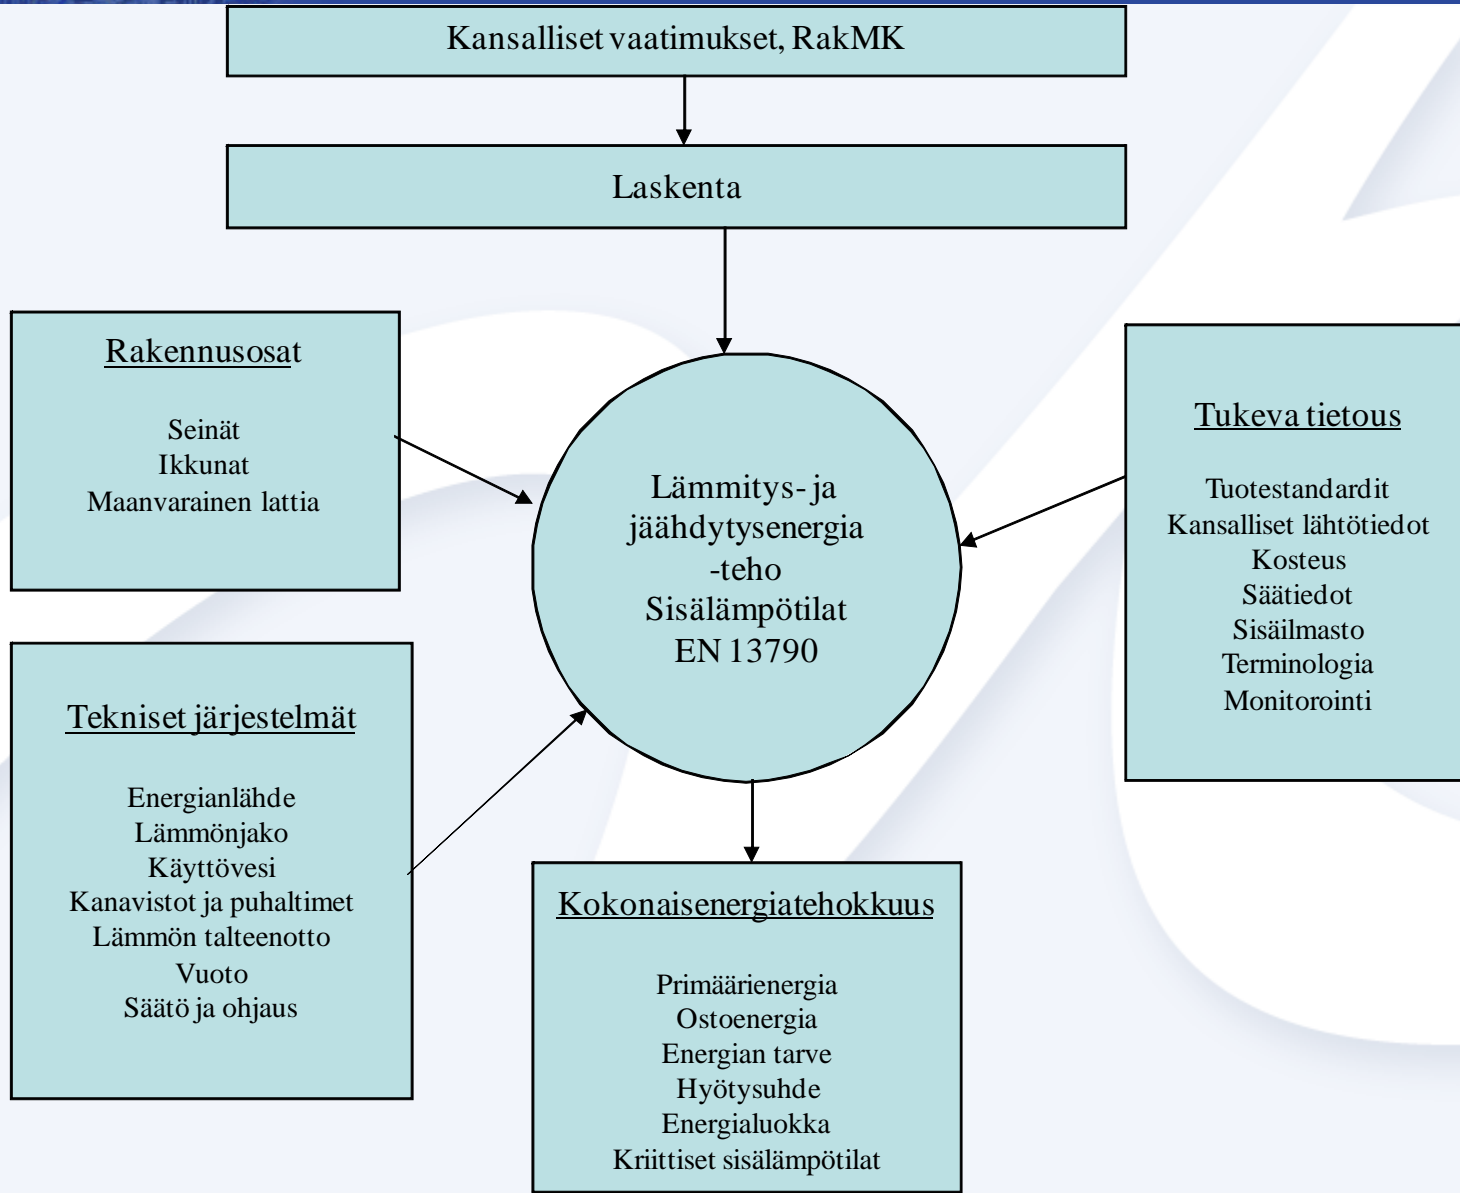 Kansalliset vaatimukset, RakMK
Laskenta
Rakennusosat
Seinät
Ikkunat
Maanvarainen lattia
Lämmitys- ja
jäähdytysenergia
-teho
Sisälämpötilat
EN 13790
Tukeva tietous
Tuotestandardit
Kansalliset lähtötiedot
Kosteus
Säätiedot
Sisäilmasto
Terminologia
Monitorointi
Tekniset järjestelmät
Energianlähde
Lämmönjako
Käyttövesi
Kanavistot ja puhaltimet
Lämmön talteenotto
Vuoto
Säätö ja ohjaus
Kokonaisenergiatehokkuus
Primäärienergia
Ostoenergia
Energian tarve
Hyötysuhde
Energialuokka
Kriittiset sisälämpötilat